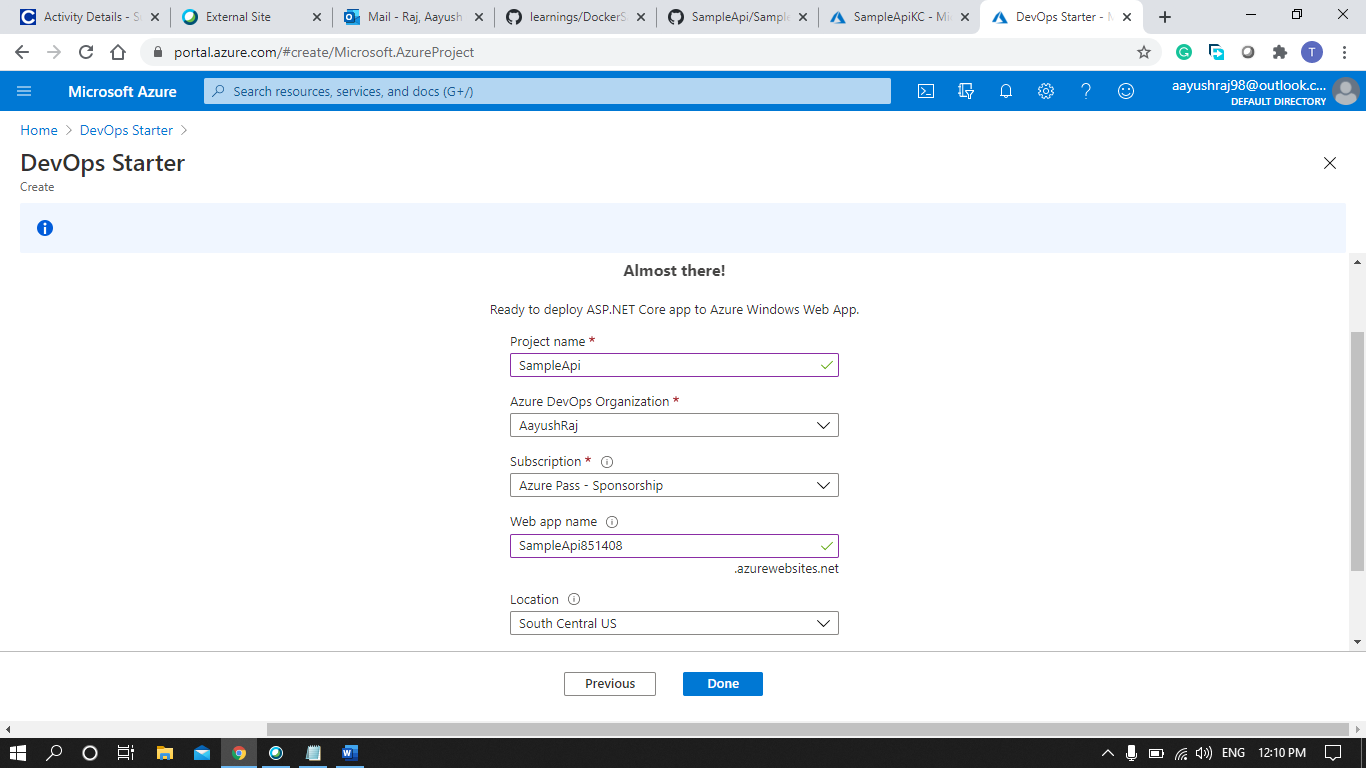 Activity Details - S
External Site
Mail - Raj, Aayush
learnings/DockerS
SampleApi/Sample
SampleApiKC - Mi
DevOps Starter - M
portal.azure.com/#create/Microsoft.AzureProject
T
Microsoft Azure
Search resources, services, and docs (G+/)
aayushraj98@outlook.c...
DEFAULT DIRECTORY
Home > DevOps Starter >
DevOps Starter
Create
Almost there!
Ready to deploy ASP.NET Core app to Azure Windows Web App.
Project name *
SampleApi
Azure DevOps Organization *
AayushRaj
Subscription *
Azure Pass - Sponsorship
Web app name
SampleApi851408
.azurewebsites.net
Location
South Central US
Previous
Done
ENG
12:10 PM